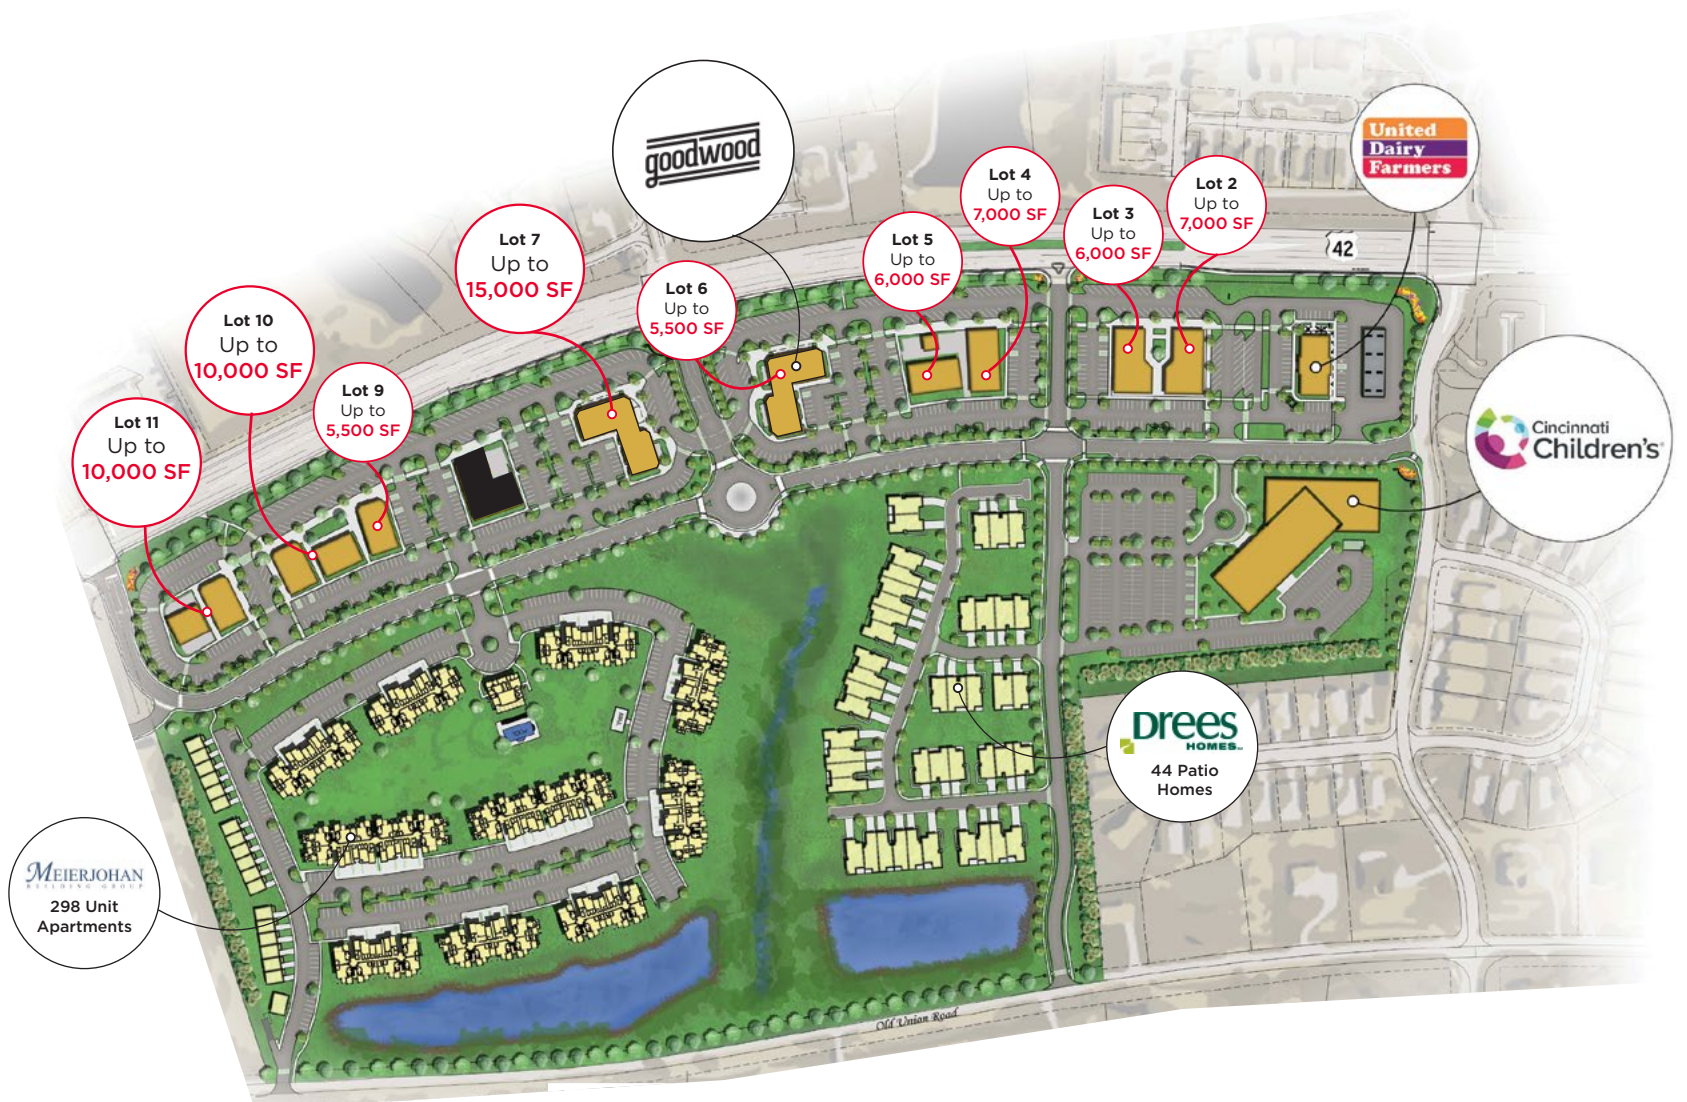 goodwood
United
Dairy
Farmers
Lot 4
Up to
7,000 SF
Lot 2
Up to
7,000 SF
Lot 3
Up to
6,000 SF
Lot 5
Up to
6,000 SF
42
Lot 7
Up to
15,000 SF
Lot 6
Up to
5,500 SF
Lot 10
Up to
10,000 SF
Lot 9
Up to
5,500 SF
Lot 11
Up to
10,000 SF
Cincinnati
Children's
Drees
HOMES
44 Patio
Homes
MEIERJOHAN
BUILDING GROUP
298 Unit
Apartments
Old Union Road